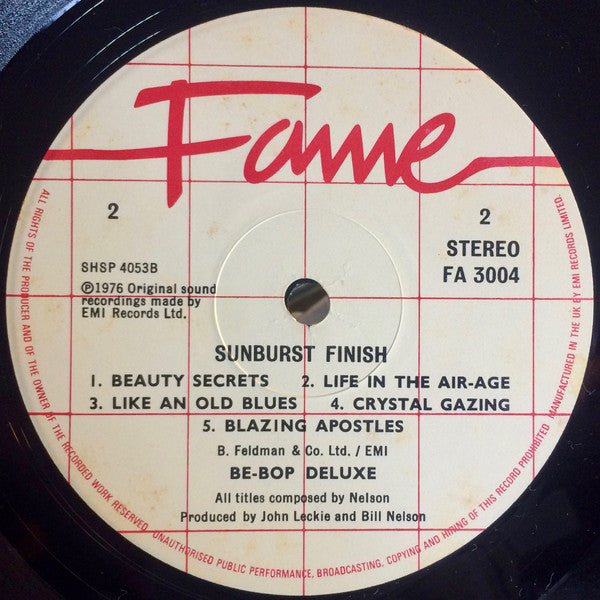 Fame
2
SHSP 4053B
℗1976 Original sound
recordings made by
EMI Records Ltd.
2
STEREO
FA 3004
SUNBURST FINISH
1. BEAUTY SECRETS 2. LIFE IN THE AIR-AGE
3. LIKE AN OLD BLUES 4. CRYSTAL GAZING
5. BLAZING APOSTLES
B. Feldman & Co. Ltd. / EMI
BE-BOP DELUXE
All titles composed by Nelson
Produced by John Leckie and Bill Nelson
ALL RIGHTS OF THE PRODUCER AND OF THE OWNER OF THE RECORDED WORK RESERVED. UNAUTHORISED PUBLIC PERFORMANCE, BROADCASTING, COPYING AND HIRING OF THIS RECORD PROHIBITED. MANUFACTURED IN THE UK BY EMI RECORDS LIMITED.